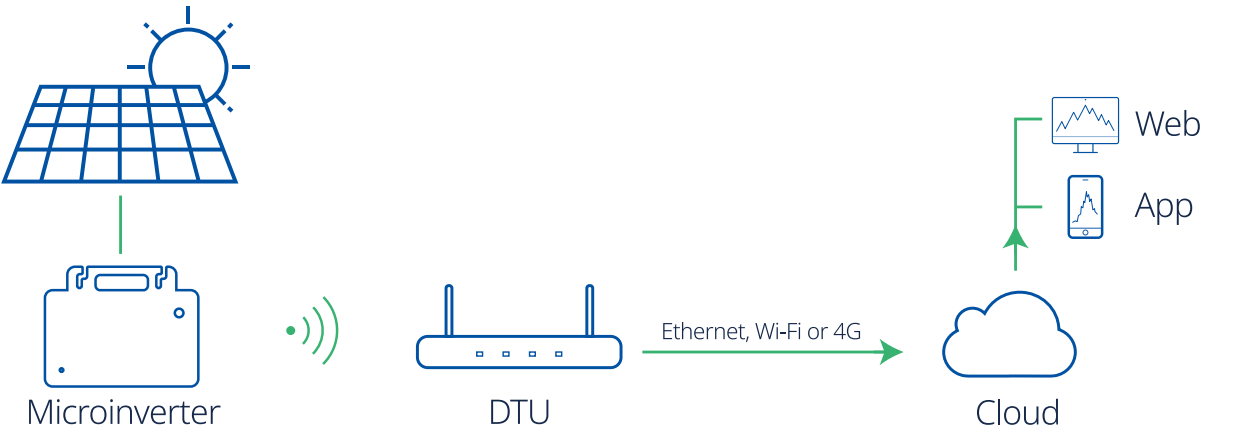 Web
App
Ethernet, Wi-Fi or 4G
Microinverter
DTU
Cloud